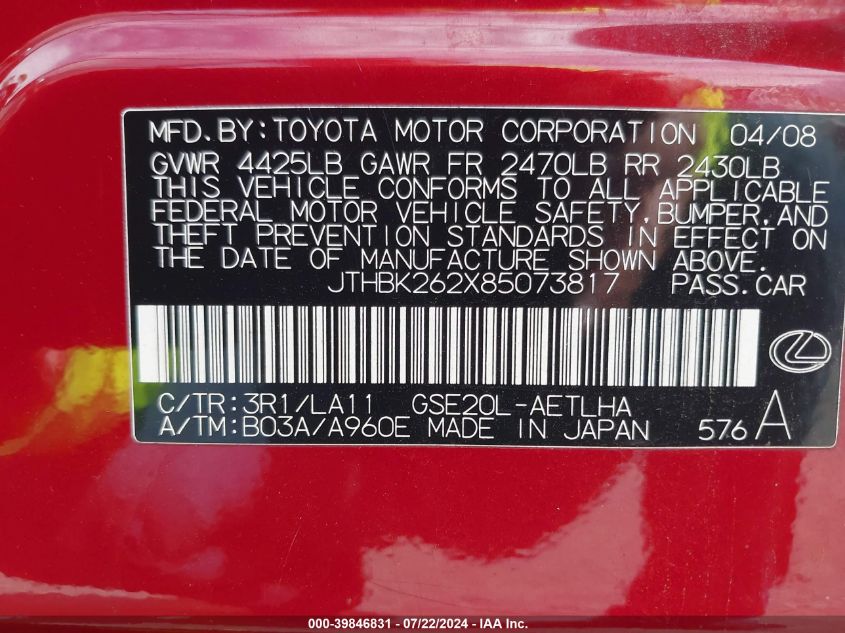 MFD. BY: TOYOTA MOTOR CORPORATION 04/08
GVWR 4425LB GAWR FR 2470LB RR 2430LB
THIS VEHICLE CONFORMS TO ALL APPLICABLE
FEDERAL MOTOR VEHICLE SAFETY, BUMPER, AND
THEFT PREVENTION STANDARDS IN EFFECT ON
THE DATE OF MANUFACTURE SHOWN ABOVE.
JTHBK262X85073817 PASS. CAR
C/TR: 3R1/LA11 GSE20L-AETLHA
A/TM: B03A/A960E MADE IN JAPAN 576 A
000-39846831 - 07/22/2024 - IAA Inc.